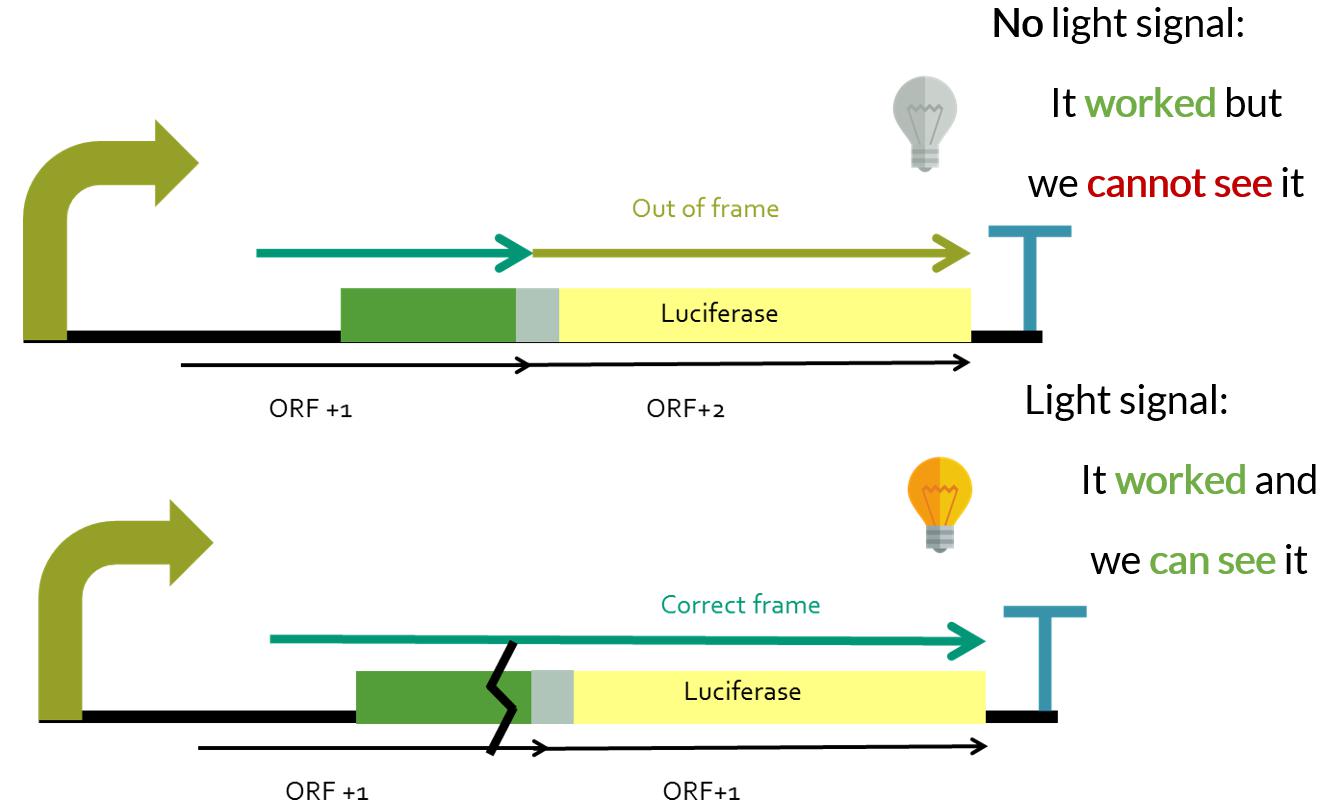 No light signal:
It worked but
we cannot see it
Out of frame
Luciferase
ORF +1
ORF+2
Light signal:
It worked and
we can see it
Correct frame
Luciferase
ORF +1
ORF+1